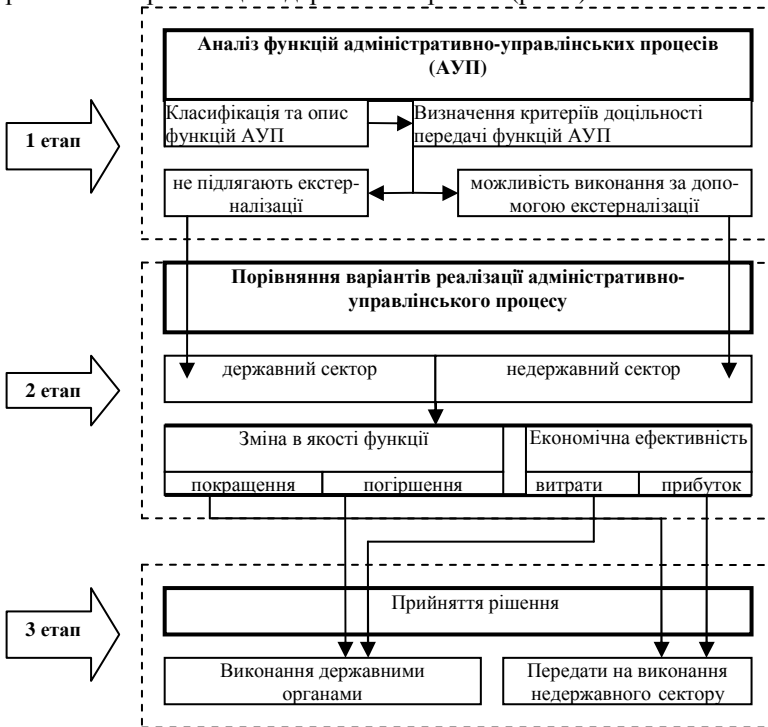 Аналіз функцій адміністративно-управлінських процесів
(АУП)
Класифікація та опис
функцій АУП
Визначення критеріїв доцільності
передачі функцій АУП
1 етап
не підлягають екстер-
налізації
можливість виконання за допо-
могою екстерналізації
Порівняння варіантів реалізації адміністративно-
управлінського процесу
2 етап
державний сектор
недержавний сектор
Зміна в якості функції
Економічна ефективність
покращення
погіршення
витрати
прибуток
3 етап
Прийняття рішення
Виконання державними
органами
Передати на виконання
недержавного сектору